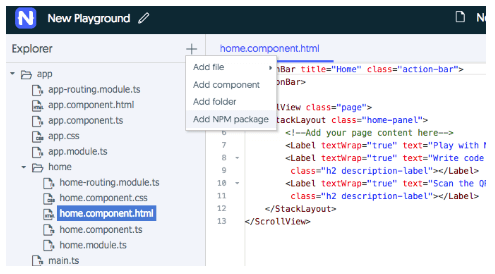 New Playground
N
Explorer
home.component.html
app
app-routing.module.ts
app.component.html
app.component.ts
app.css
app.module.ts
home
home-routing.module.ts
home.component.css
home.component.html
home.component.ts
home.module.ts
main.ts
Add file
Add component
Add folder
Add NPM package
onBar title="Home" class="action-bar">
onBar>
ollView class="page">
StackLayout class="home-panel">
6 <!--Add your page content here-->
7 <Label textWrap="true" text="Play with N
8 <Label textWrap="true" text="Write code
9 class="h2 description-label"></Label>
10 <Label textWrap="true" text="Scan the QR
11 class="h2 description-label"></Label>
12 </StackLayout>
13 </ScrollView>